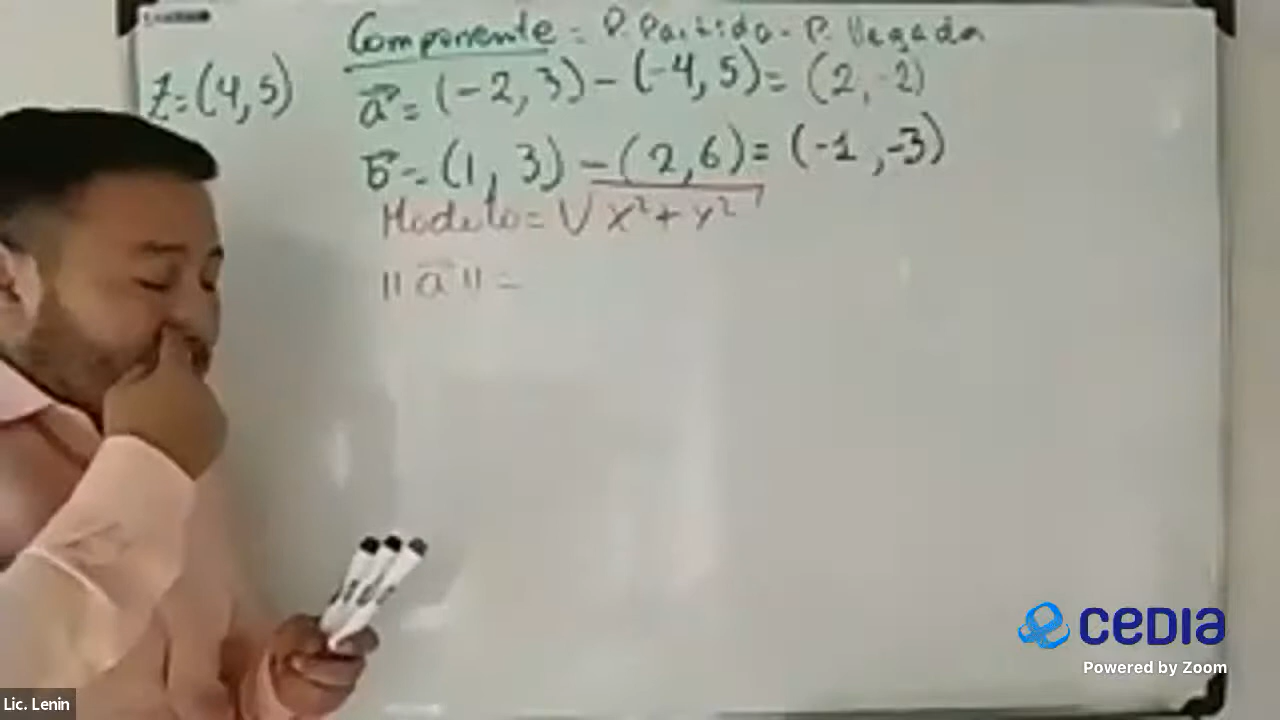 Componente = P. Partida - P. llegada
Z = (4,5)
a⃗ = (-2, 3) - (-4, 5) = (2, -2)
b⃗ = (1, 3) - (2, 6) = (-1, -3)
Modulo = √x²+y²
||a⃗|| =
cedia
Powered by Zoom
Lic. Lenin